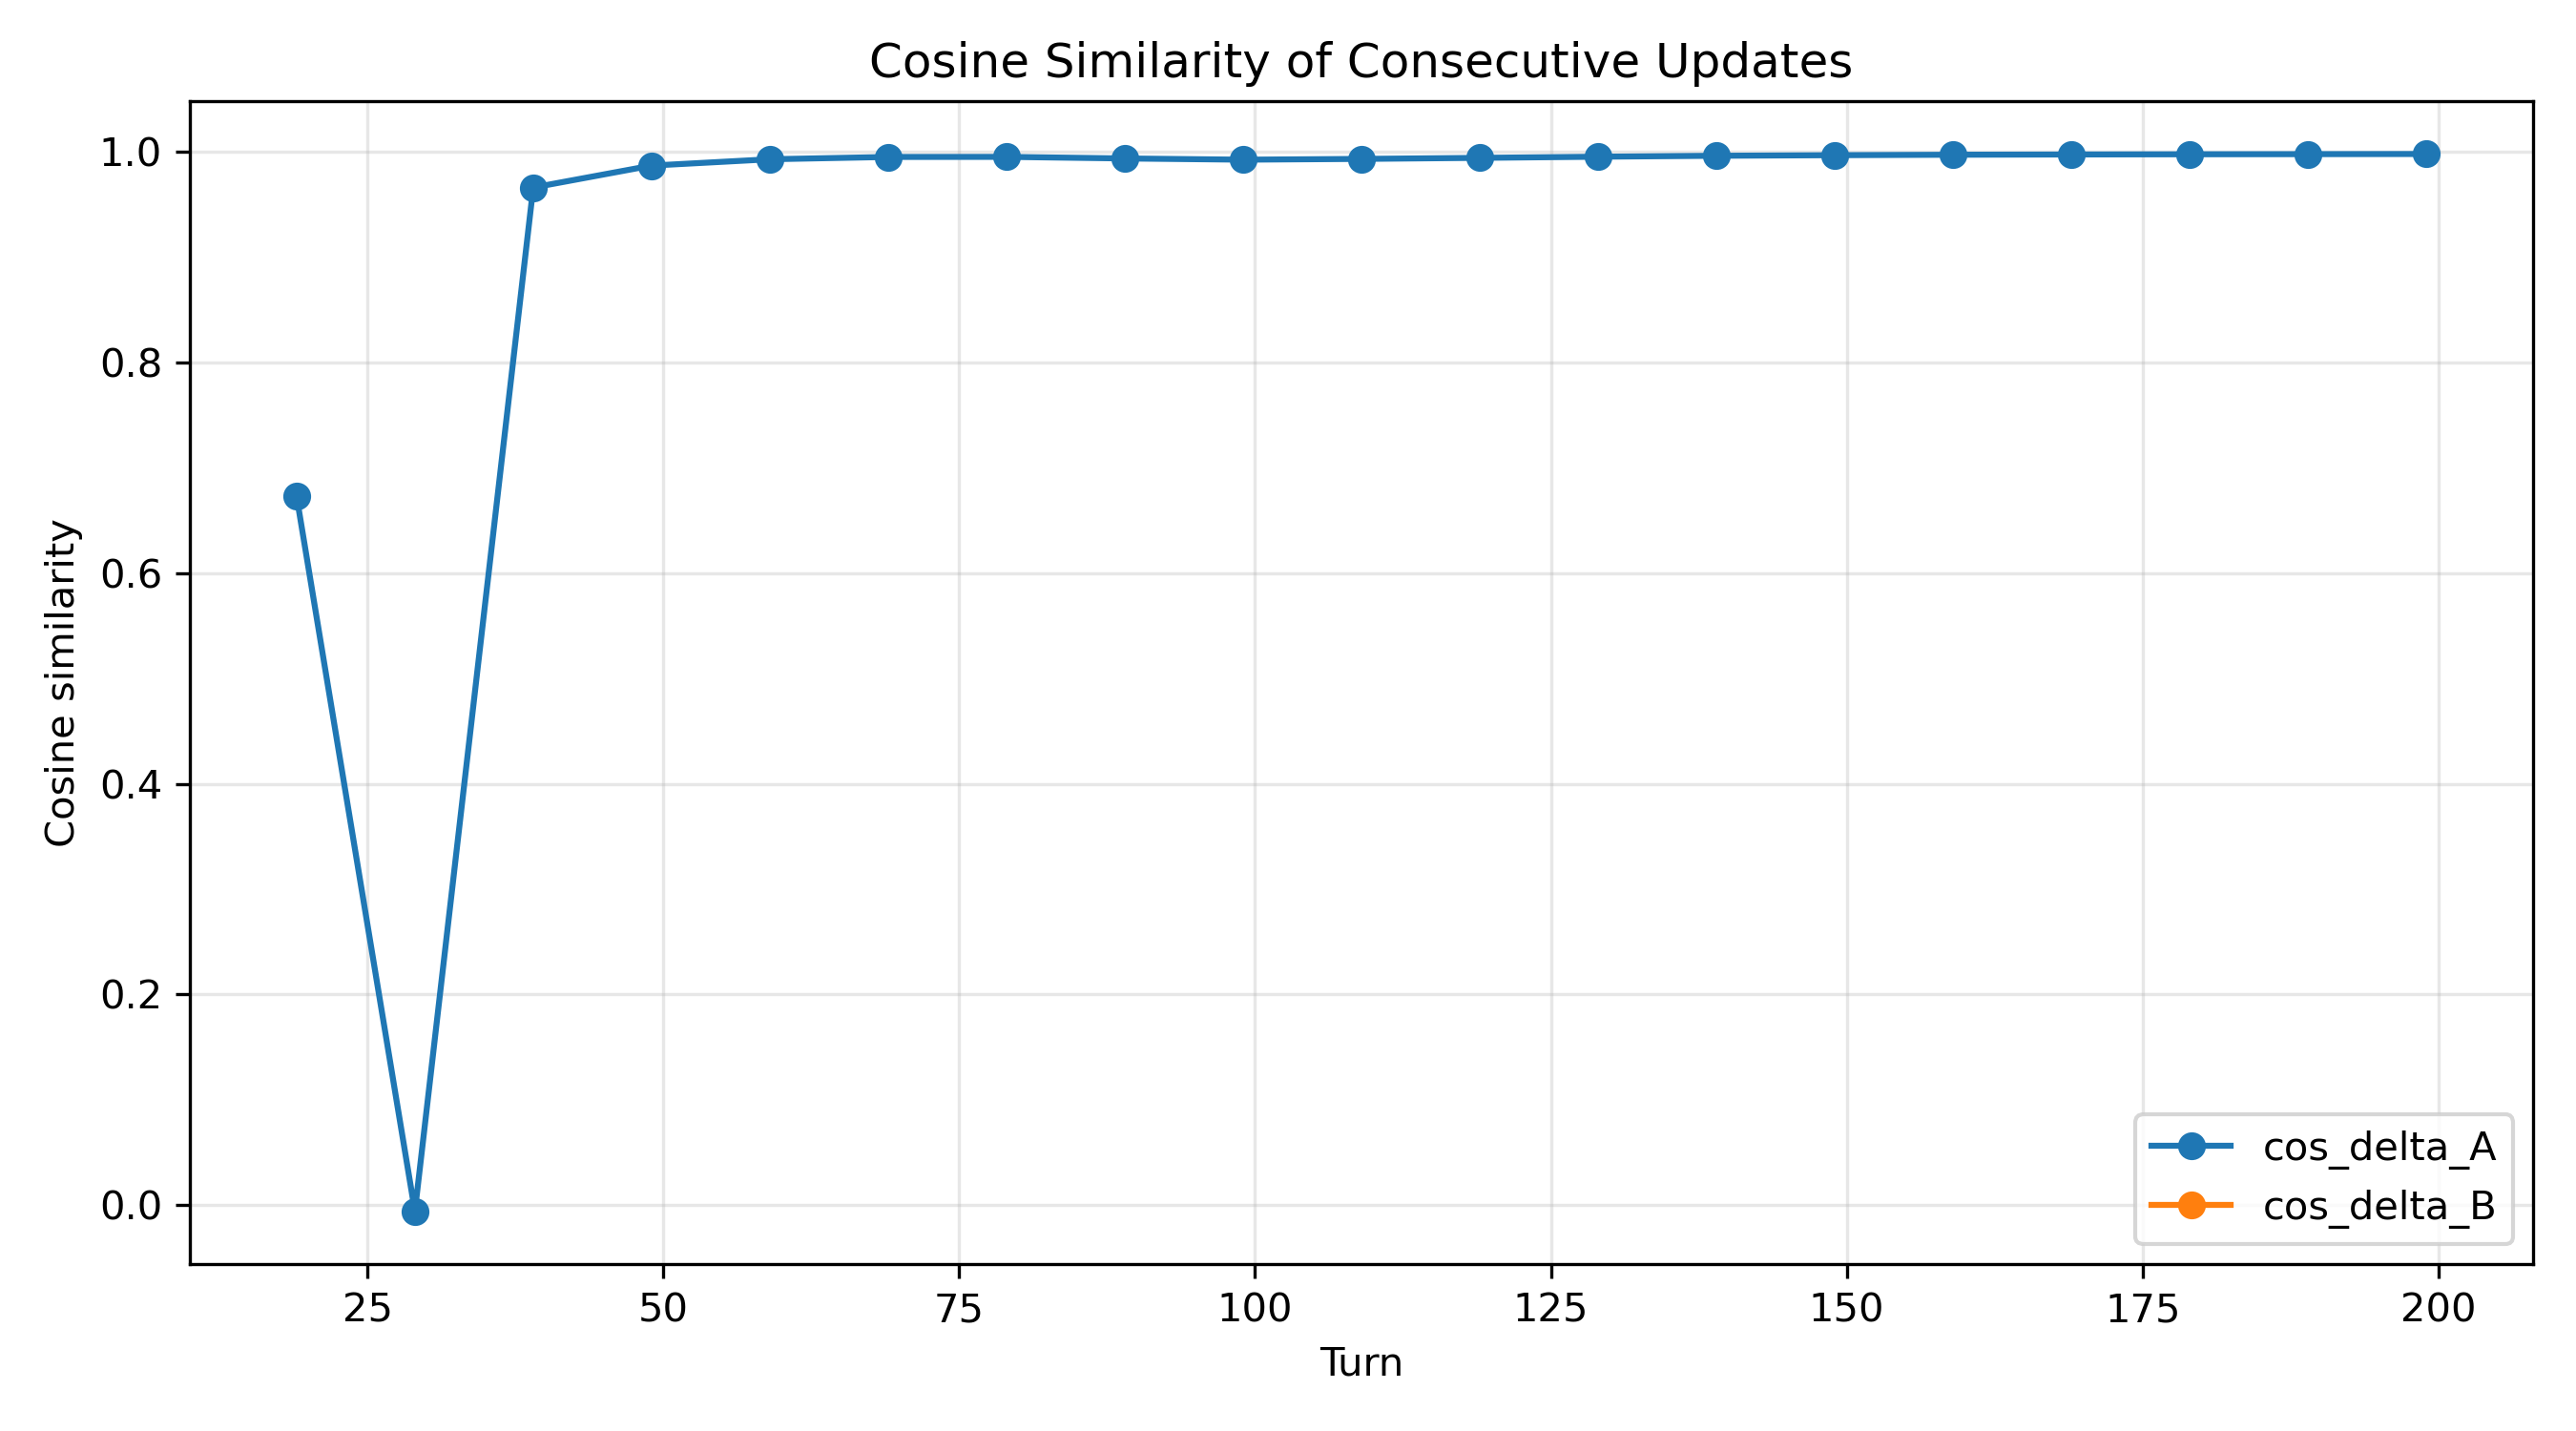 Cosine Similarity of Consecutive Updates
1.0
0.8
0.6
0.4
0.2
0.0
Cosine similarity
25 50 75 100 125 150 175 200
Turn
cos_delta_A
cos_delta_B